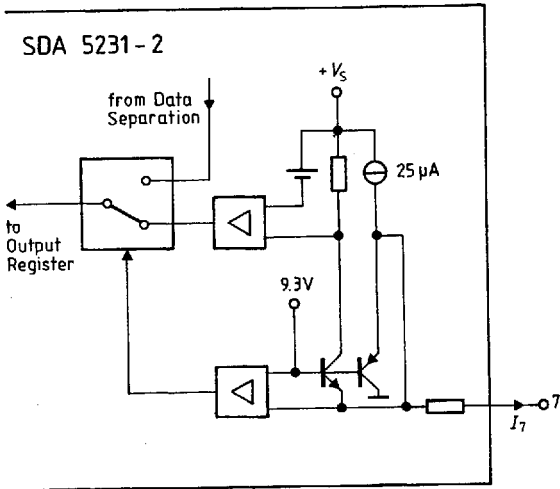 SDA 5231-2
from Data
Separation
+ V_S
25 µA
to
Output
Register
9.3V
I_7
7